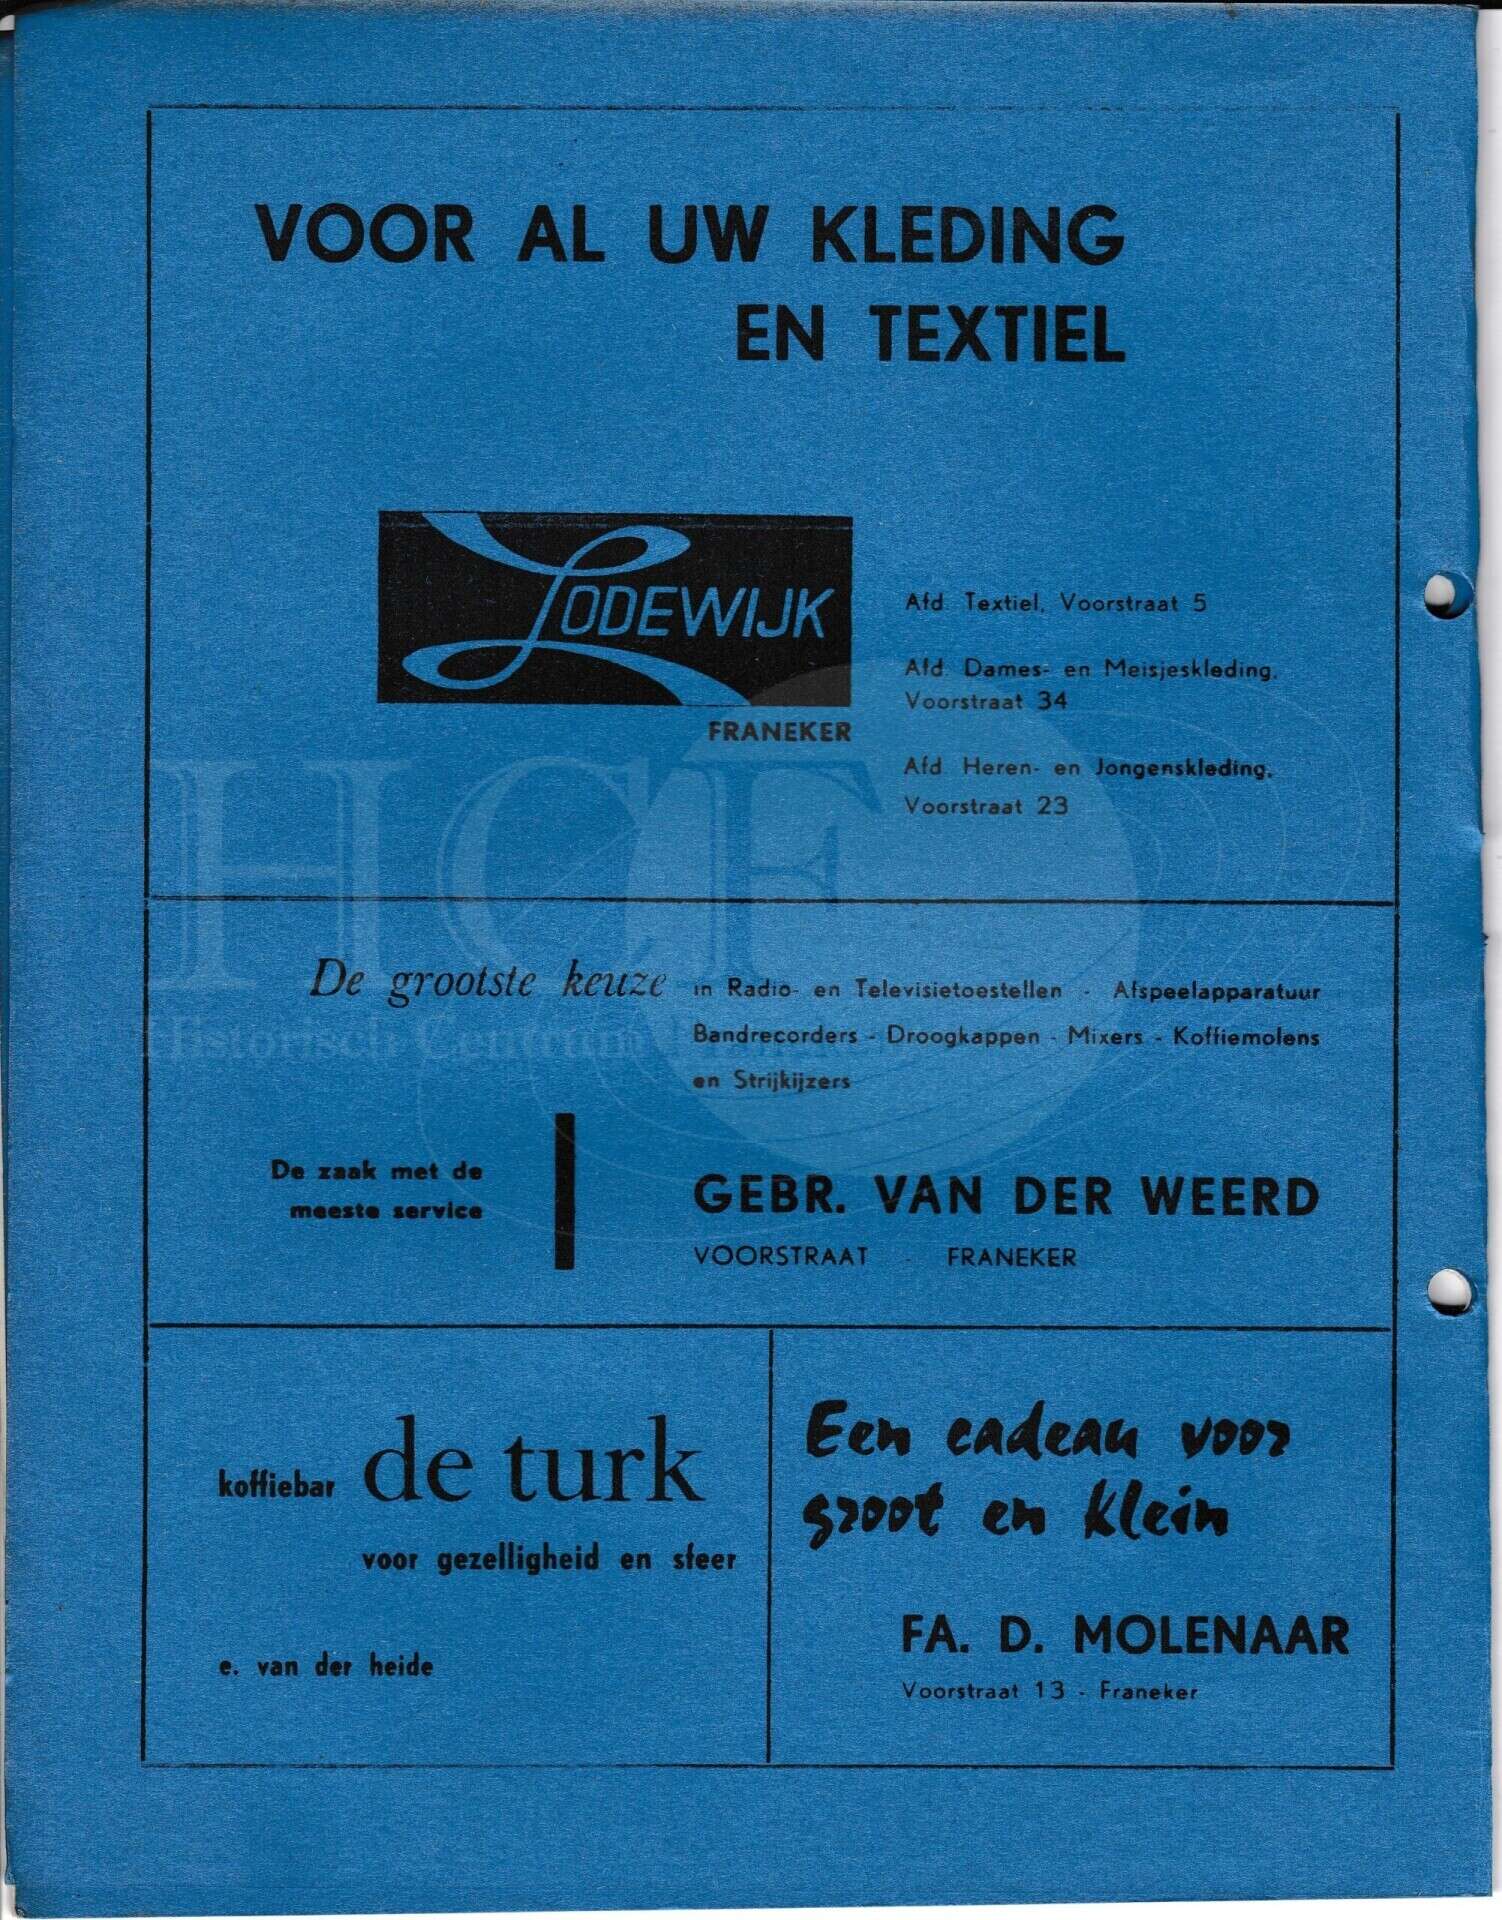 VOOR AL UW KLEDING
EN TEXTIEL
LODEWIJK
FRANEKER
Afd. Textiel, Voorstraat 5
Afd. Dames- en Meisjeskleding,
Voorstraat 34
Afd. Heren- en Jongenskleding,
Voorstraat 23
HCF
Historisch Centrum
De grootste keuze in Radio- en Televisietoestellen - Afspeelapparatuur
Bandrecorders - Droogkappen - Mixers - Koffiemolens
en Strijkijzers
De zaak met de
meeste service
GEBR. VAN DER WEERD
VOORSTRAAT - FRANEKER
koffiebar de turk
voor gezelligheid en sfeer
e. van der heide
Een cadeau voor
groot en klein
FA. D. MOLENAAR
Voorstraat 13 - Franeker